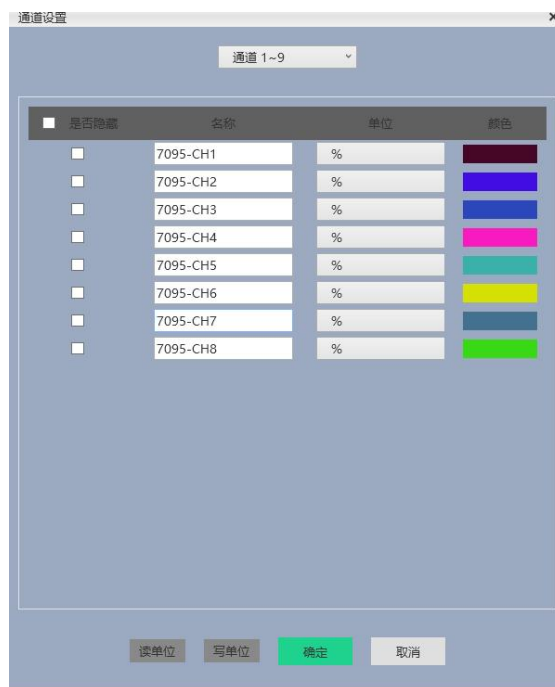 通道设置
通道 1~9
是否隐藏 名称 单位 颜色
7095-CH1 %
7095-CH2 %
7095-CH3 %
7095-CH4 %
7095-CH5 %
7095-CH6 %
7095-CH7 %
7095-CH8 %
读单位 写单位 确定 取消